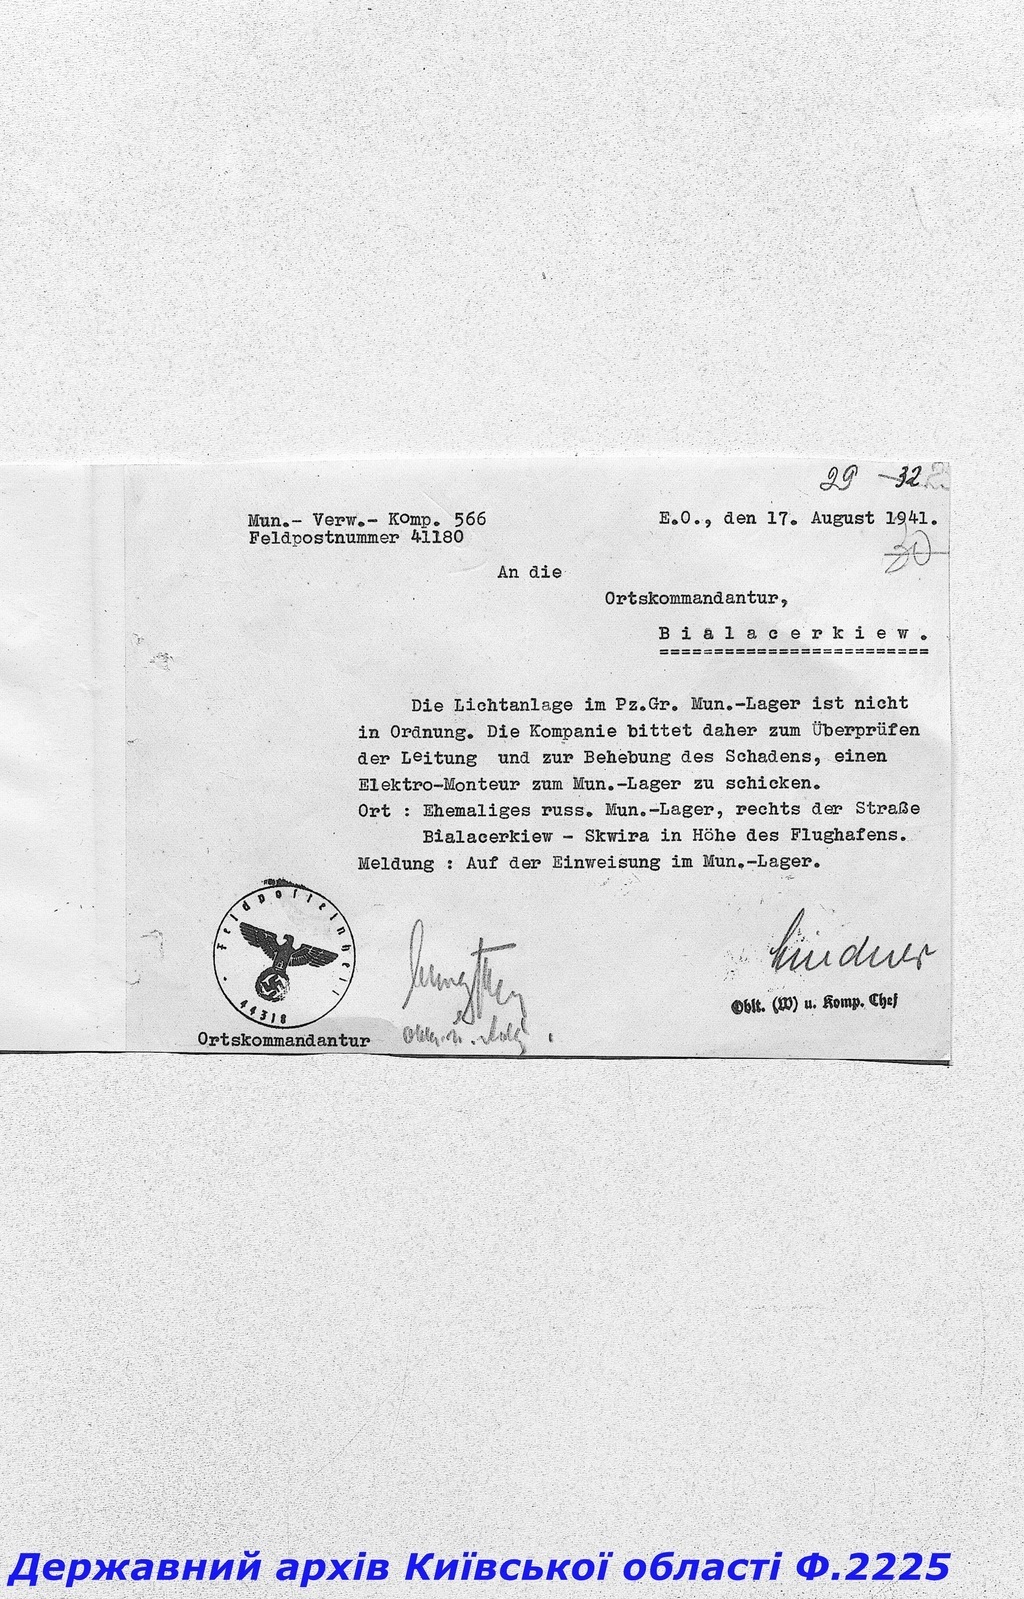 29 - 32
Mun.- Verw.- Komp. 566
E.O., den 17. August 1941.
Feldpostnummer 41180
30
An die
Ortskommandantur,
Bialacerkiew.
=========================
Die Lichtanlage im Pz.Gr. Mun.-Lager ist nicht
in Ordnung. Die Kompanie bittet daher zum Überprüfen
der Leitung und zur Behebung des Schadens, einen
Elektro-Monteur zum Mun.-Lager zu schicken.
Ort : Ehemaliges russ. Mun.-Lager, rechts der Straße
Bialacerkiew - Skwira in Höhe des Flughafens.
Meldung : Auf der Einweisung im Mun.-Lager.
Feldposteinheit
44318
Lindner
Oblt. (W) u. Komp. Chef
Ortskommandantur
Державний архів Київської області Ф.2225